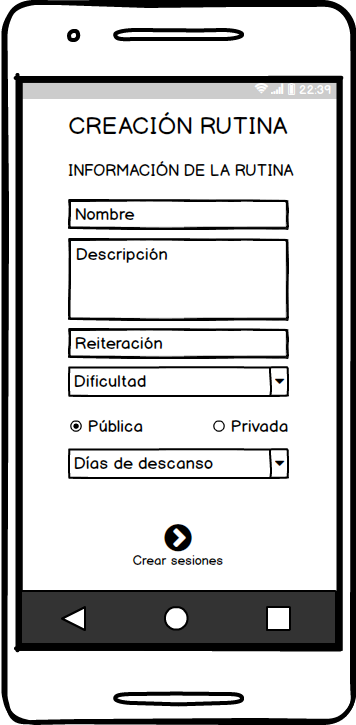 22:39
CREACIÓN RUTINA
INFORMACIÓN DE LA RUTINA
Nombre
Descripción
Reiteración
Dificultad
Pública Privada
Días de descanso
Crear sesiones